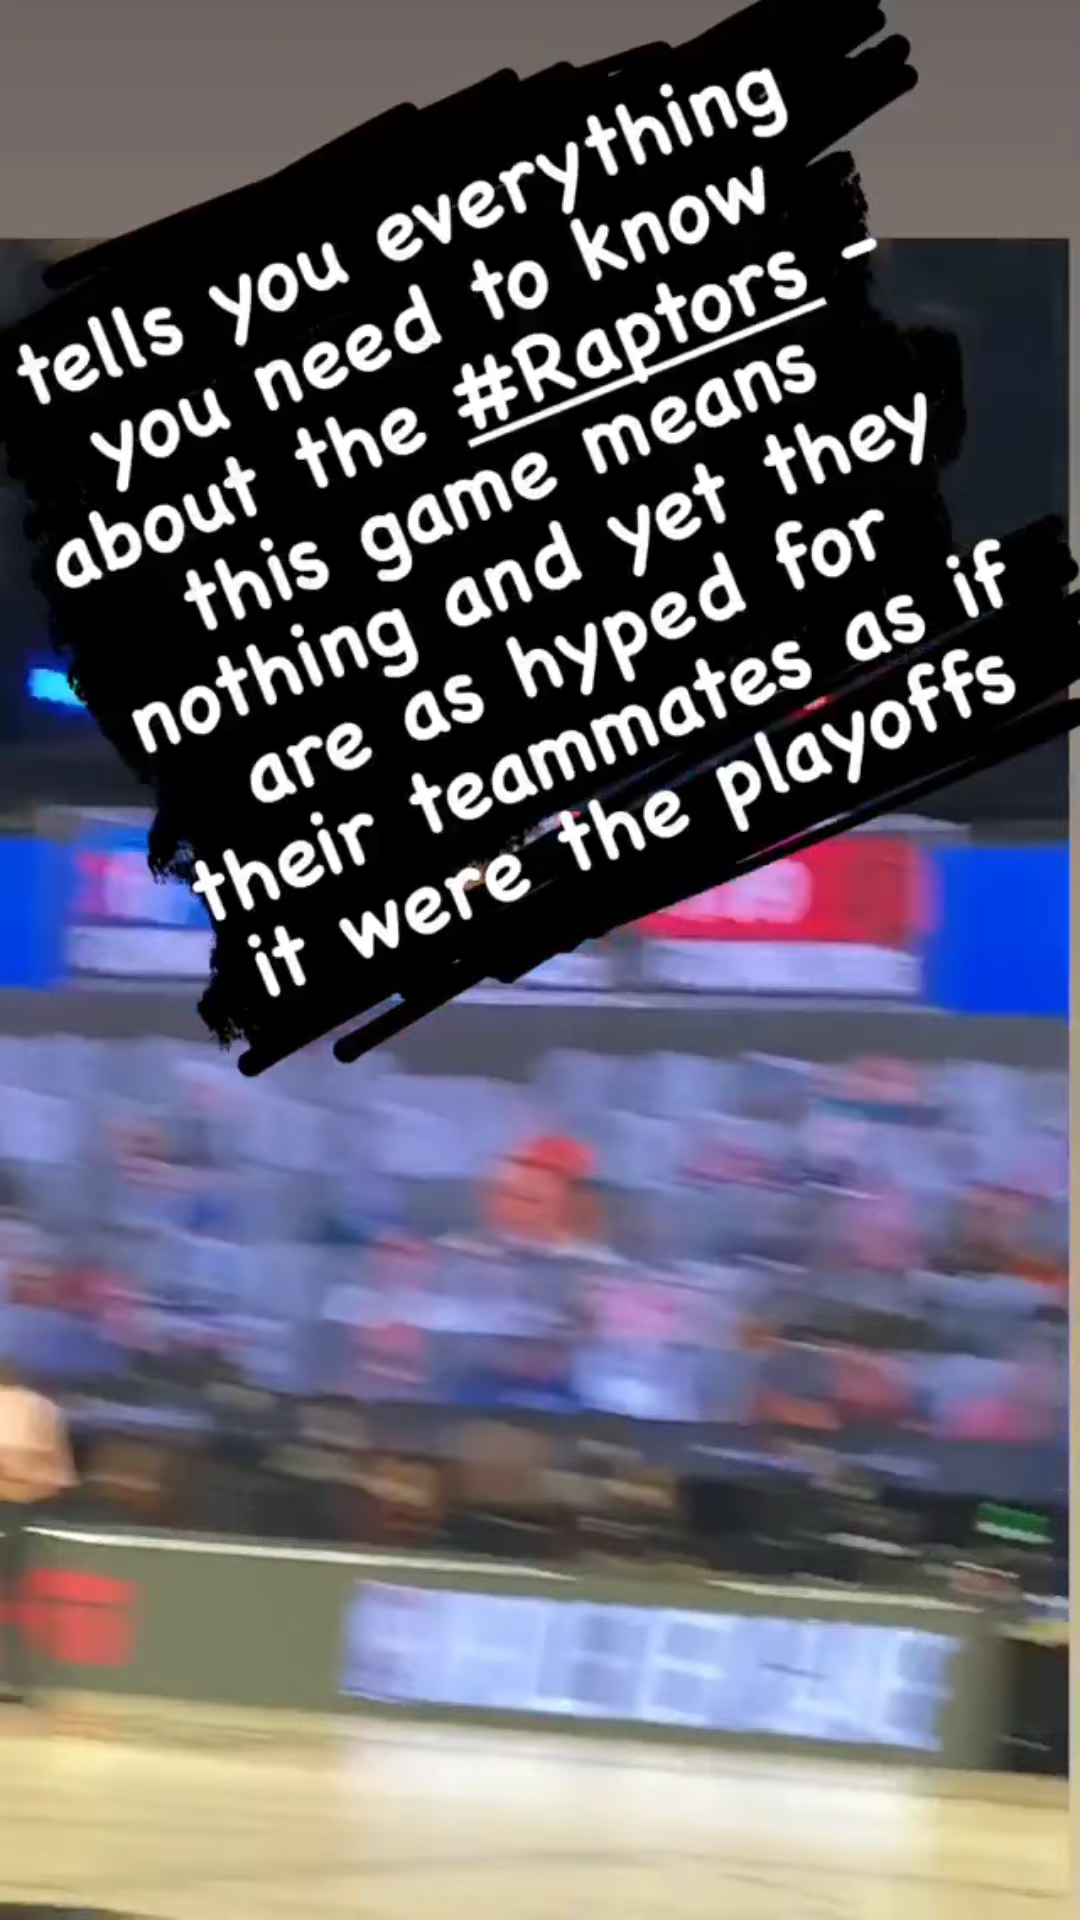 tells you everything
you need to know
about the #Raptors -
this game means
nothing and yet they
are as hyped for
their teammates as if
it were the playoffs